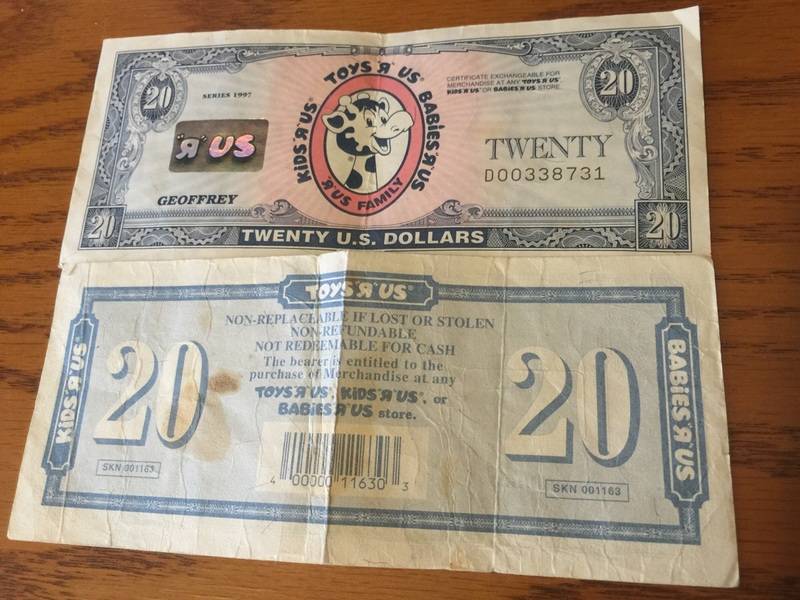 TOYS "R" US®
KIDS "R" US®
BABIES "R" US
"R" US FAMILY
20
20
SERIES 1997
CERTIFICATE EXCHANGEABLE FOR
MERCHANDISE AT ANY TOYS "R" US®
KIDS "R" US® OR BABIES "R" US STORE.
"R" US
TWENTY
D00338731
GEOFFREY
20
TWENTY U.S. DOLLARS
20
TOYS "R" US®
NON-REPLACHABLE IF LOST OR STOLEN
NON-REFUNDABLE
NOT REDEEMABLE FOR CASH
The bearer is entitled to the
purchase of Merchandise at any
TOYS "R" US®, KIDS "R" US®, or
BABIES "R" US store.
KIDS "R" US®
20
20
BABIES "R" US
SKN 001163
4 00000 11630 3
SKN 001163